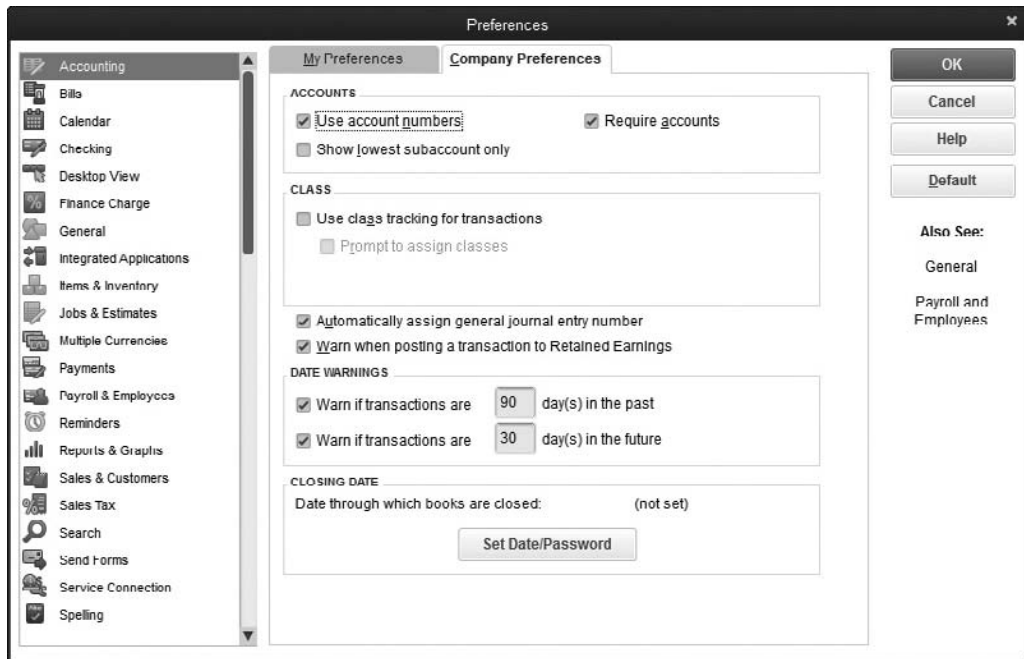 Preferences
Accounting
Bills
Calendar
Checking
Desktop View
Finance Charge
General
Integrated Applications
Items & Inventory
Jobs & Estimates
Multiple Currencies
Payments
Payroll & Employees
Reminders
Reports & Graphs
Sales & Customers
Sales Tax
Search
Send Forms
Service Connection
Spelling
My Preferences
Company Preferences
ACCOUNTS
Use account numbers
Require accounts
Show lowest subaccount only
CLASS
Use class tracking for transactions
Prompt to assign classes
Automatically assign general journal entry number
Warn when posting a transaction to Retained Earnings
DATE WARNINGS
Warn if transactions are 90 day(s) in the past
Warn if transactions are 30 day(s) in the future
CLOSING DATE
Date through which books are closed: (not set)
Set Date/Password
OK
Cancel
Help
Default
Also See:
General
Payroll and
Employees